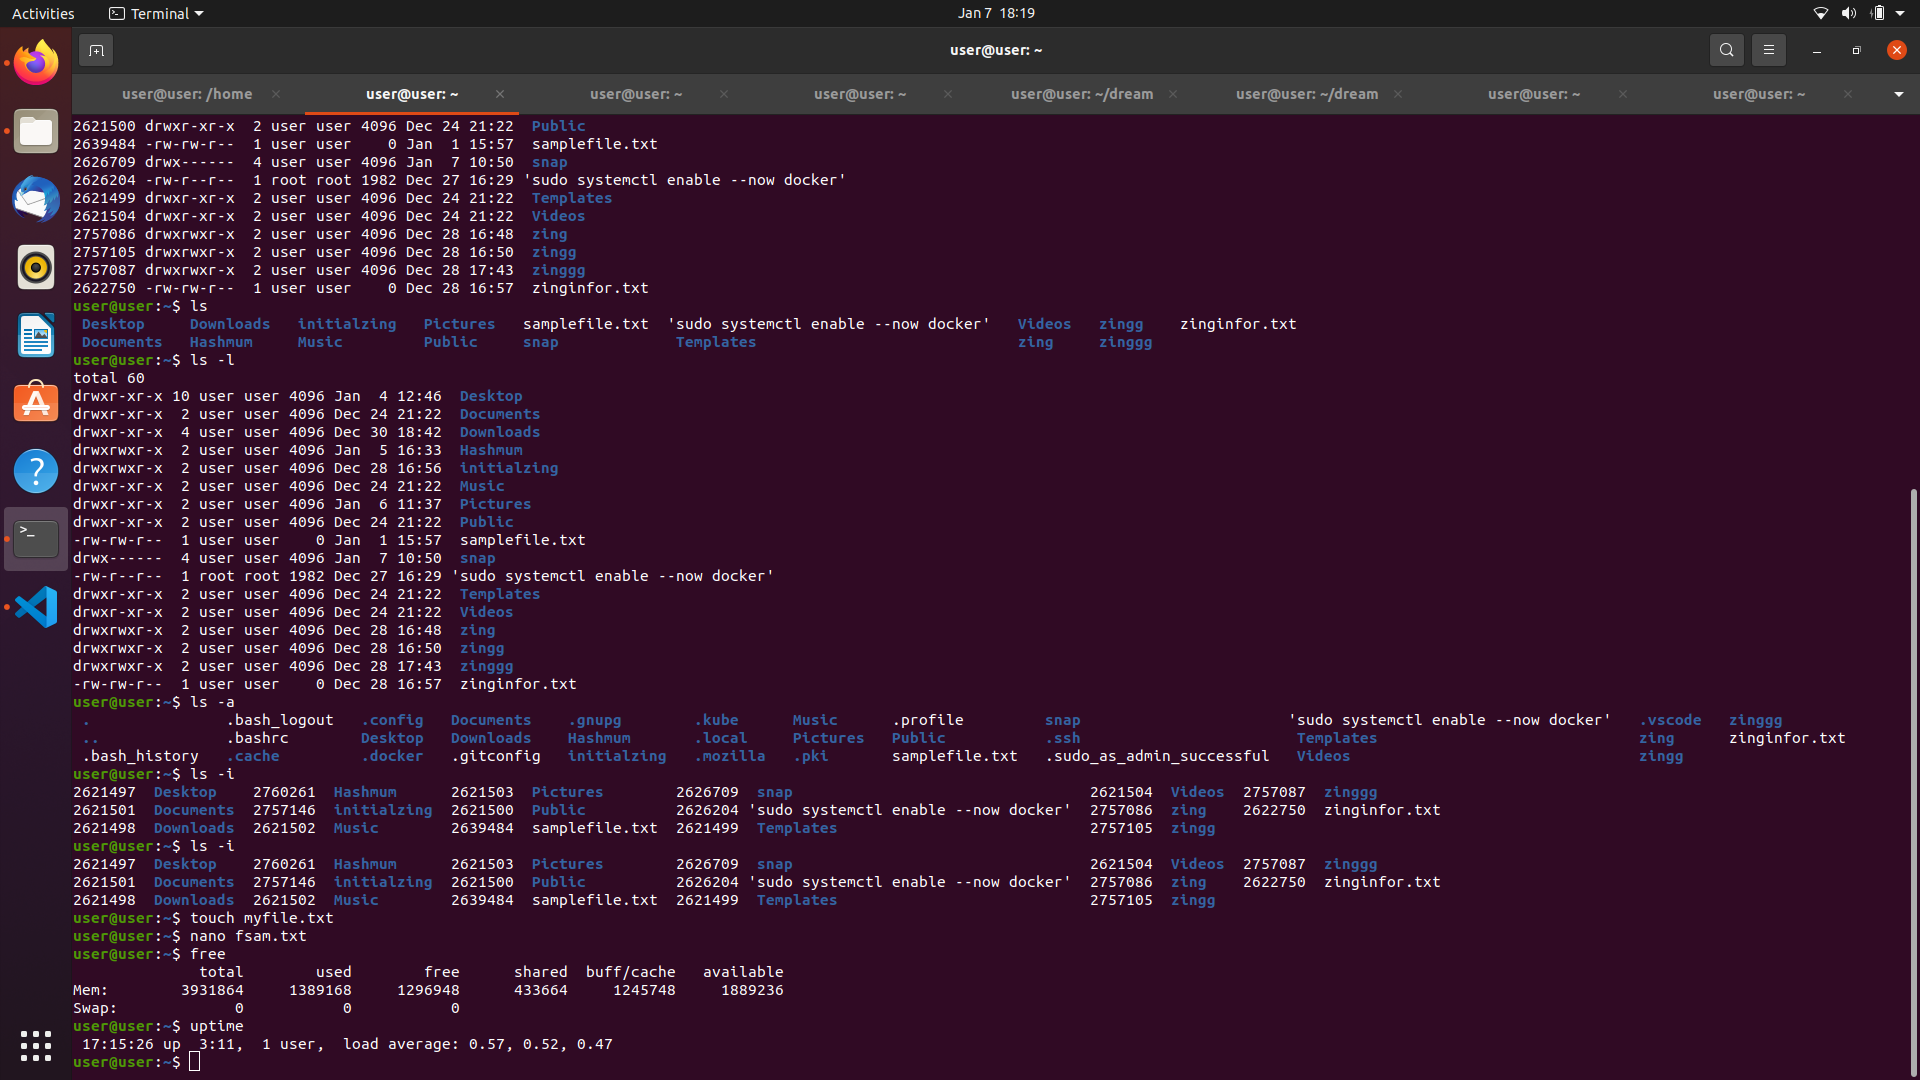 Activities Terminal Jan 7 18:19
user@user: ~
user@user: /home user@user: ~ user@user: ~ user@user: ~ user@user: ~/dream user@user: ~/dream user@user: ~ user@user: ~
2621500 drwxr-xr-x  2 user user 4096 Dec 24 21:22  Public
2639484 -rw-rw-r--  1 user user    0 Jan  1 15:57  samplefile.txt
2626709 drwx------  4 user user 4096 Jan  7 10:50  snap
2626204 -rw-r--r--  1 root root 1982 Dec 27 16:29 'sudo systemctl enable --now docker'
2621499 drwxr-xr-x  2 user user 4096 Dec 24 21:22  Templates
2621504 drwxr-xr-x  2 user user 4096 Dec 24 21:22  Videos
2757086 drwxrwxr-x  2 user user 4096 Dec 28 16:48  zing
2757105 drwxrwxr-x  2 user user 4096 Dec 28 16:50  zingg
2757087 drwxrwxr-x  2 user user 4096 Dec 28 17:43  zinggg
2622750 -rw-rw-r--  1 user user    0 Dec 28 16:57  zinginfor.txt
user@user:~$ ls
Desktop     Downloads   initialzing   Pictures   samplefile.txt  'sudo systemctl enable --now docker'   Videos   zingg    zinginfor.txt
Documents   Hashmum     Music         Public     snap             Templates                             zing     zinggg
user@user:~$ ls -l
total 60
drwxr-xr-x 10 user user 4096 Jan  4 12:46  Desktop
drwxr-xr-x  2 user user 4096 Dec 24 21:22  Documents
drwxr-xr-x  4 user user 4096 Dec 30 18:42  Downloads
drwxrwxr-x  2 user user 4096 Jan  5 16:33  Hashmum
drwxrwxr-x  2 user user 4096 Dec 28 16:56  initialzing
drwxr-xr-x  2 user user 4096 Dec 24 21:22  Music
drwxr-xr-x  2 user user 4096 Jan  6 11:37  Pictures
drwxr-xr-x  2 user user 4096 Dec 24 21:22  Public
-rw-rw-r--  1 user user    0 Jan  1 15:57  samplefile.txt
drwx------  4 user user 4096 Jan  7 10:50  snap
-rw-r--r--  1 root root 1982 Dec 27 16:29 'sudo systemctl enable --now docker'
drwxr-xr-x  2 user user 4096 Dec 24 21:22  Templates
drwxr-xr-x  2 user user 4096 Dec 24 21:22  Videos
drwxrwxr-x  2 user user 4096 Dec 28 16:48  zing
drwxrwxr-x  2 user user 4096 Dec 28 16:50  zingg
drwxrwxr-x  2 user user 4096 Dec 28 17:43  zinggg
-rw-rw-r--  1 user user    0 Dec 28 16:57  zinginfor.txt
user@user:~$ ls -a
.               .bash_logout   .config   Documents    .gnupg        .kube      Music      .profile         snap                       'sudo systemctl enable --now docker'   .vscode   zinggg
..              .bashrc        Desktop   Downloads    Hashmum       .local     Pictures   Public           .ssh                        Templates                             zing      zinginfor.txt
.bash_history   .cache         .docker   .gitconfig   initialzing   .mozilla   .pki       samplefile.txt   .sudo_as_admin_successful   Videos                                zingg
user@user:~$ ls -i
2621497  Desktop    2760261  Hashmum      2621503  Pictures        2626709  snap                                 2621504  Videos  2757087  zinggg
2621501  Documents  2757146  initialzing  2621500  Public          2626204 'sudo systemctl enable --now docker'  2757086  zing    2622750  zinginfor.txt
2621498  Downloads  2621502  Music        2639484  samplefile.txt  2621499  Templates                            2757105  zingg
user@user:~$ ls -i
2621497  Desktop    2760261  Hashmum      2621503  Pictures        2626709  snap                                 2621504  Videos  2757087  zinggg
2621501  Documents  2757146  initialzing  2621500  Public          2626204 'sudo systemctl enable --now docker'  2757086  zing    2622750  zinginfor.txt
2621498  Downloads  2621502  Music        2639484  samplefile.txt  2621499  Templates                            2757105  zingg
user@user:~$ touch myfile.txt
user@user:~$ nano fsam.txt
user@user:~$ free
              total        used        free      shared  buff/cache   available
Mem:        3931864     1389168     1296948      433664     1245748     1889236
Swap:             0           0           0
user@user:~$ uptime
 17:15:26 up  3:11,  1 user,  load average: 0.57, 0.52, 0.47
user@user:~$